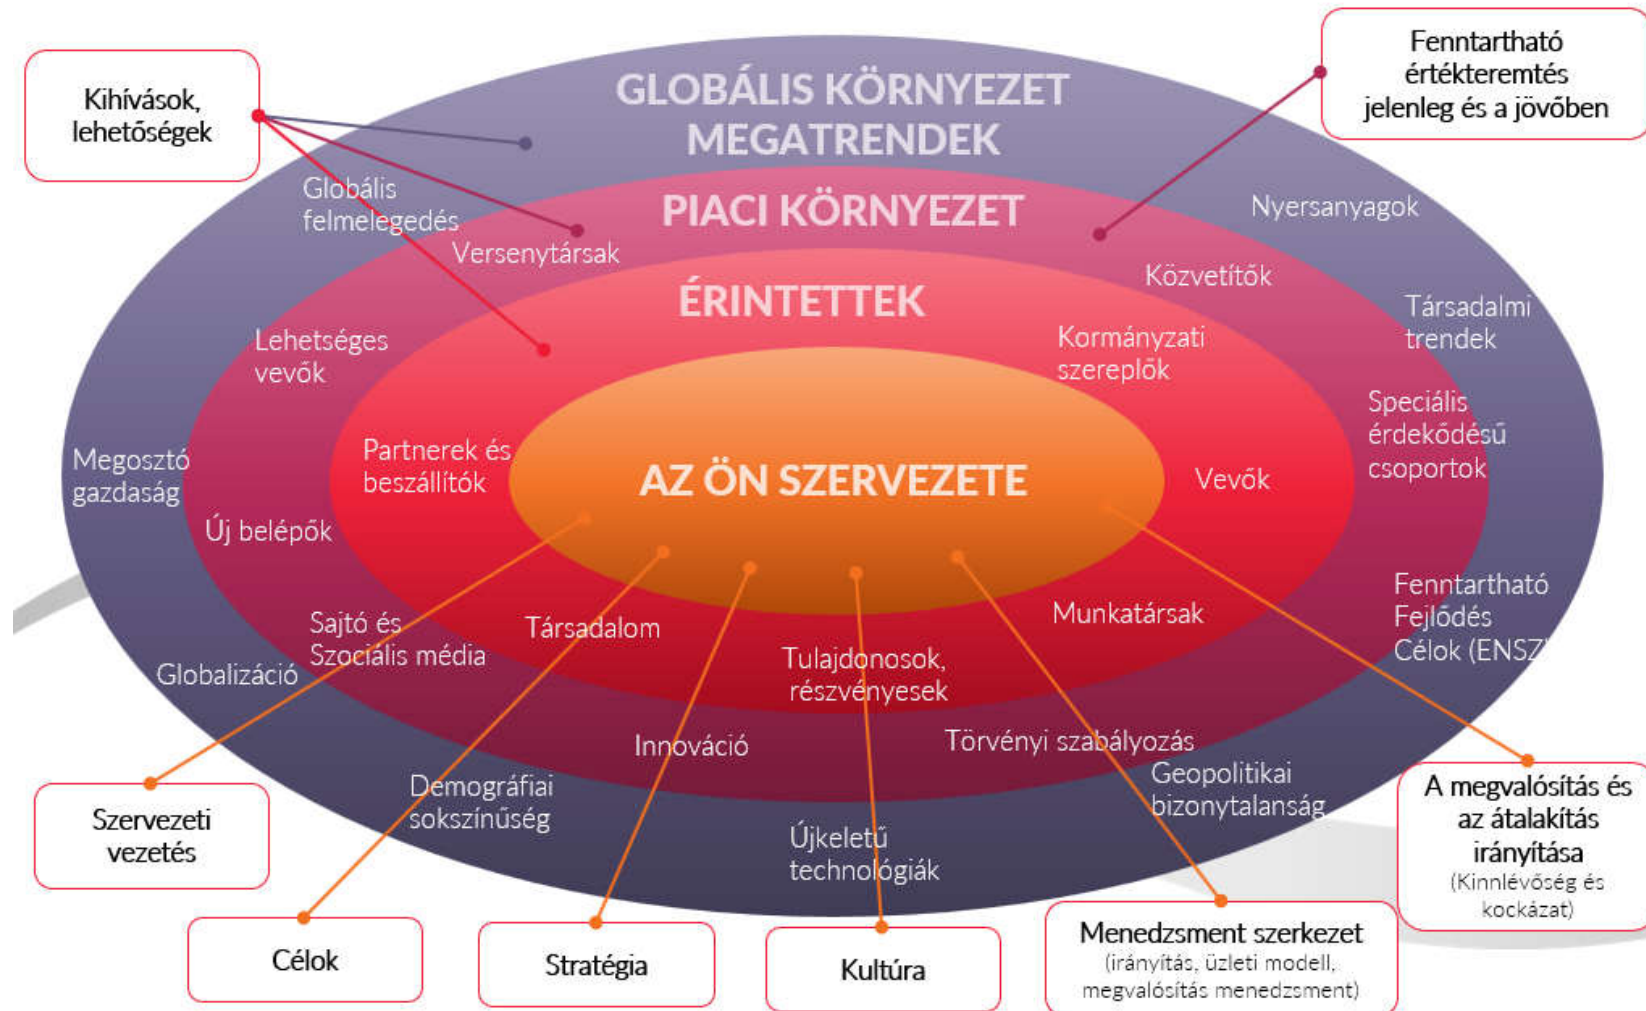 Kihívások,
lehetőségek
GLOBÁLIS KÖRNYEZET
MEGATRENDEK
Fenntartható
értékteremtés
jelenleg és a jövőben
Globális
felmelegedés
PIACI KÖRNYEZET
Nyersanyagok
Versenytársak
Közvetítők
ÉRINTETTEK
Társadalmi
trendek
Lehetséges
vevők
Kormányzati
szereplők
Speciális
érdekődésű
csoportok
Megosztó
gazdaság
Partnerek és
beszállítók
AZ ÖN SZERVEZETE
Vevők
Új belépők
Fenntartható
Fejlődés
Célok (ENSZ)
Sajtó és
Szociális média
Társadalom
Munkatársak
Globalizáció
Tulajdonosok,
részvényesek
Innováció
Törvényi szabályozás
Demográfiai
sokszínűség
Geopolitikai
bizonytalanság
Újkeletű
technológiák
Szervezeti
vezetés
Célok
Stratégia
Kultúra
Menedzsment szerkezet
(irányítás, üzleti modell,
megvalósítás menedzsment)
A megvalósítás és
az átalakítás
irányítása
(Kinnlévőség és
kockázat)